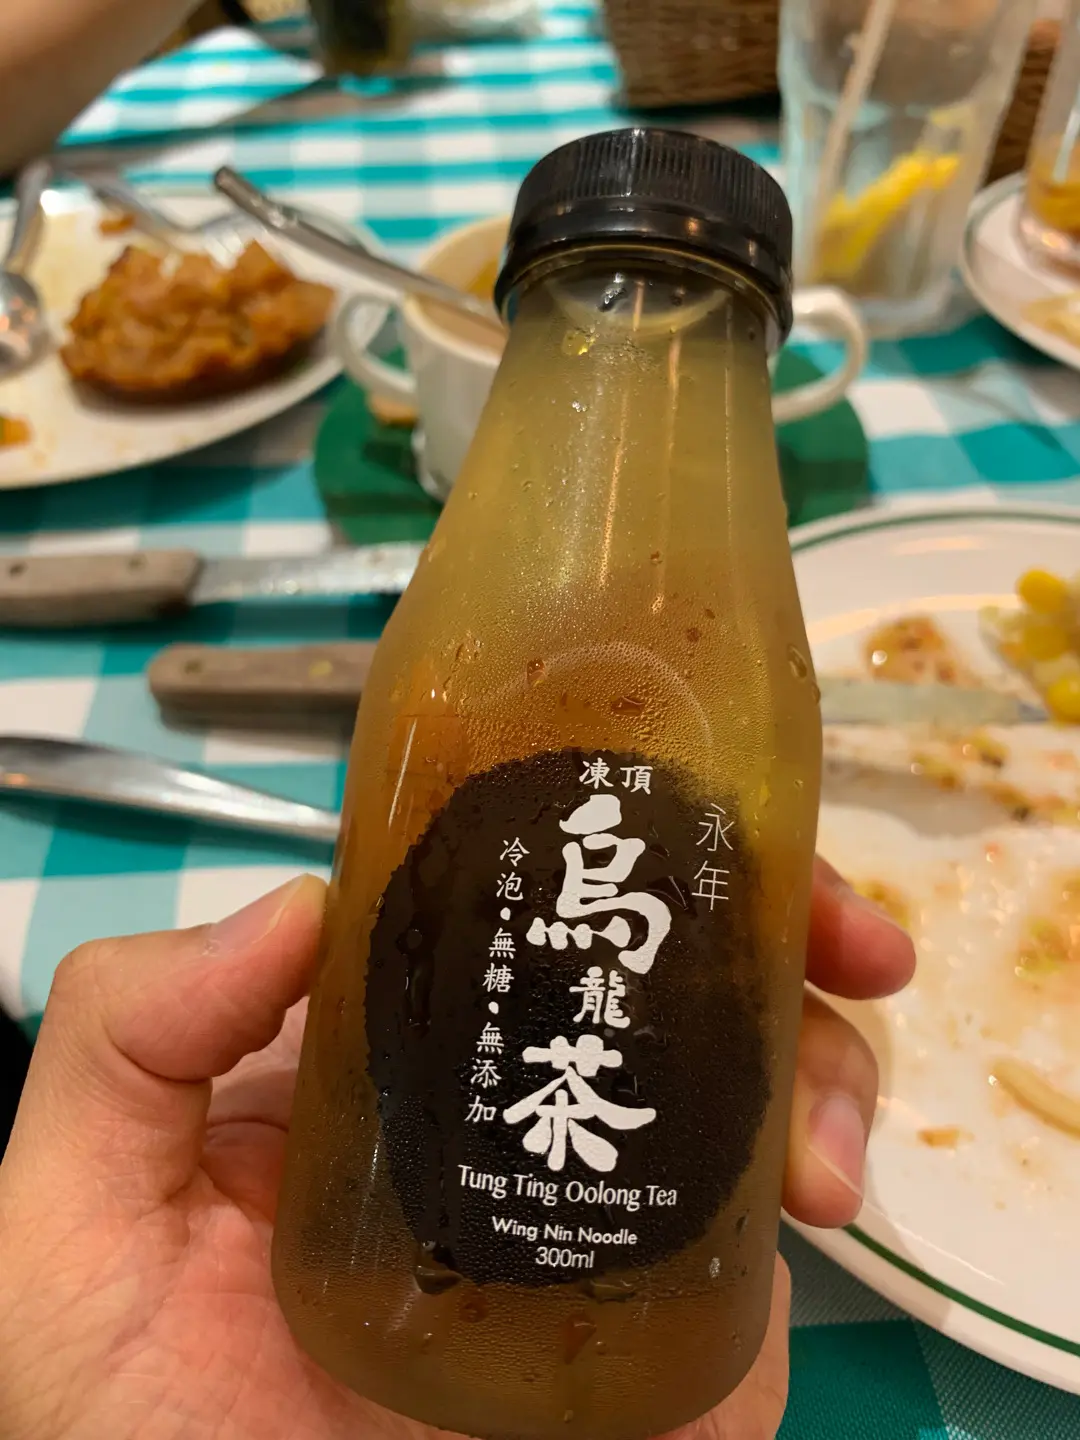 凍頂
烏龍茶
永年
冷泡•無糖•無添加
Tung Ting Oolong Tea
Wing Nin Noodle
300ml